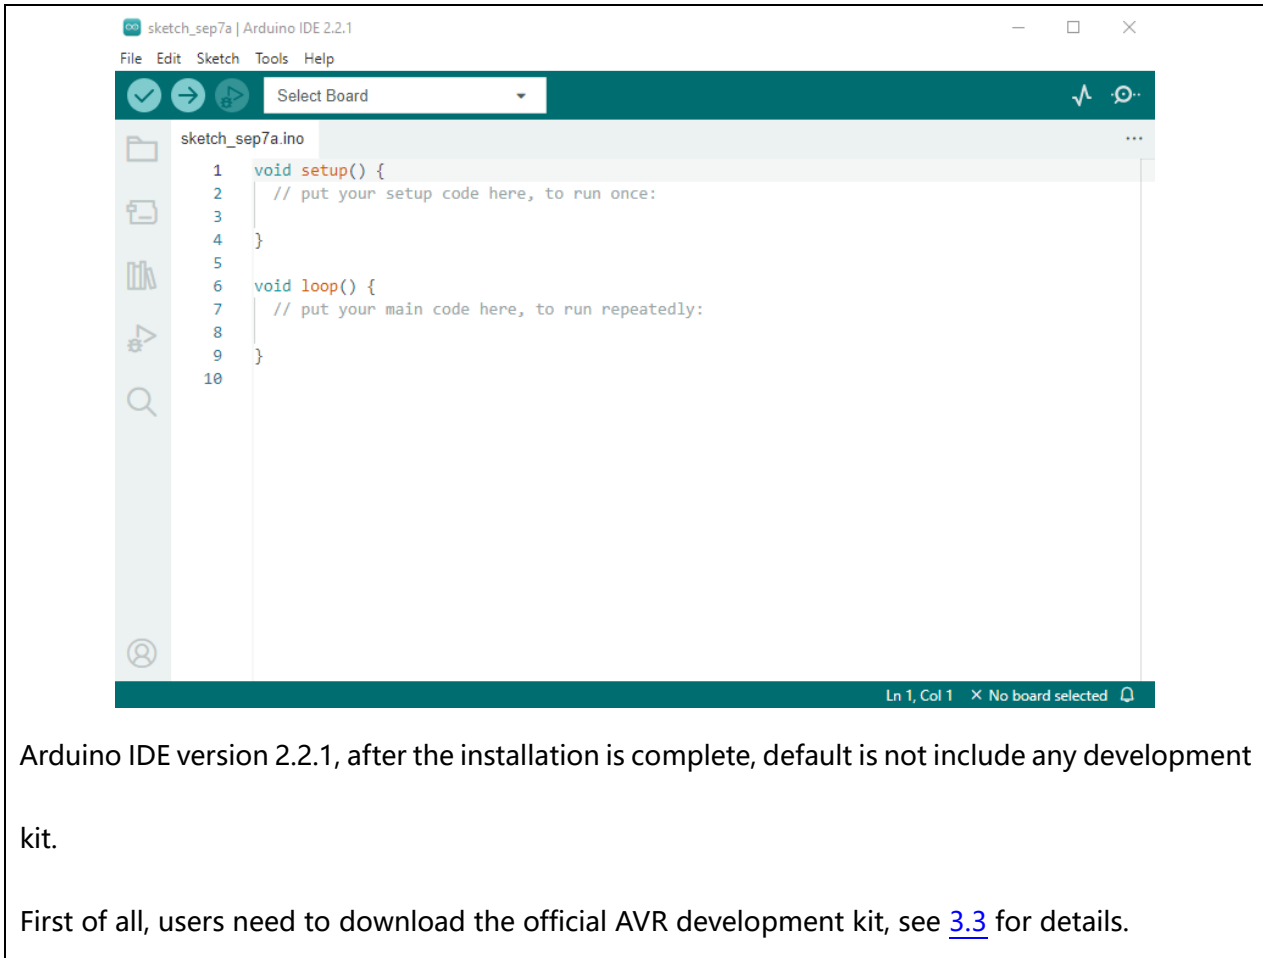 sketch_sep7a | Arduino IDE 2.2.1
File Edit Sketch Tools Help
Select Board
sketch_sep7a.ino
1 void setup() {
2 // put your setup code here, to run once:
3
4 }
5
6 void loop() {
7 // put your main code here, to run repeatedly:
8
9 }
10
Ln 1, Col 1 × No board selected
Arduino IDE version 2.2.1, after the installation is complete, default is not include any development
kit.
First of all, users need to download the official AVR development kit, see 3.3 for details.